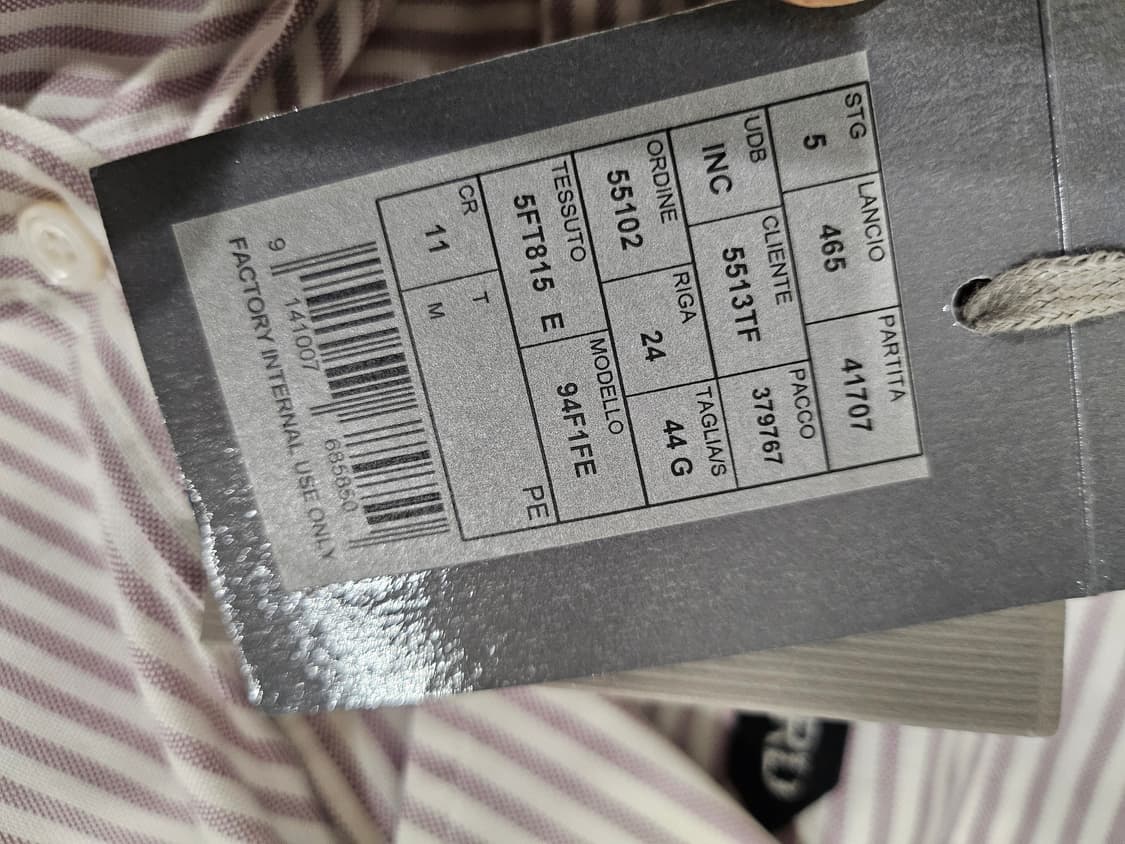 STG LANCIO PARTITA
5 465 41707
UDB CLIENTE PACCO
INC 5513TF 379767
ORDINE RIGA TAGLIA/S
55102 24 44 G
TESSUTO MODELLO
5FT815 E 94F1FE
CR T PE
11 M
9 141007 685850
FACTORY INTERNAL USE ONLY